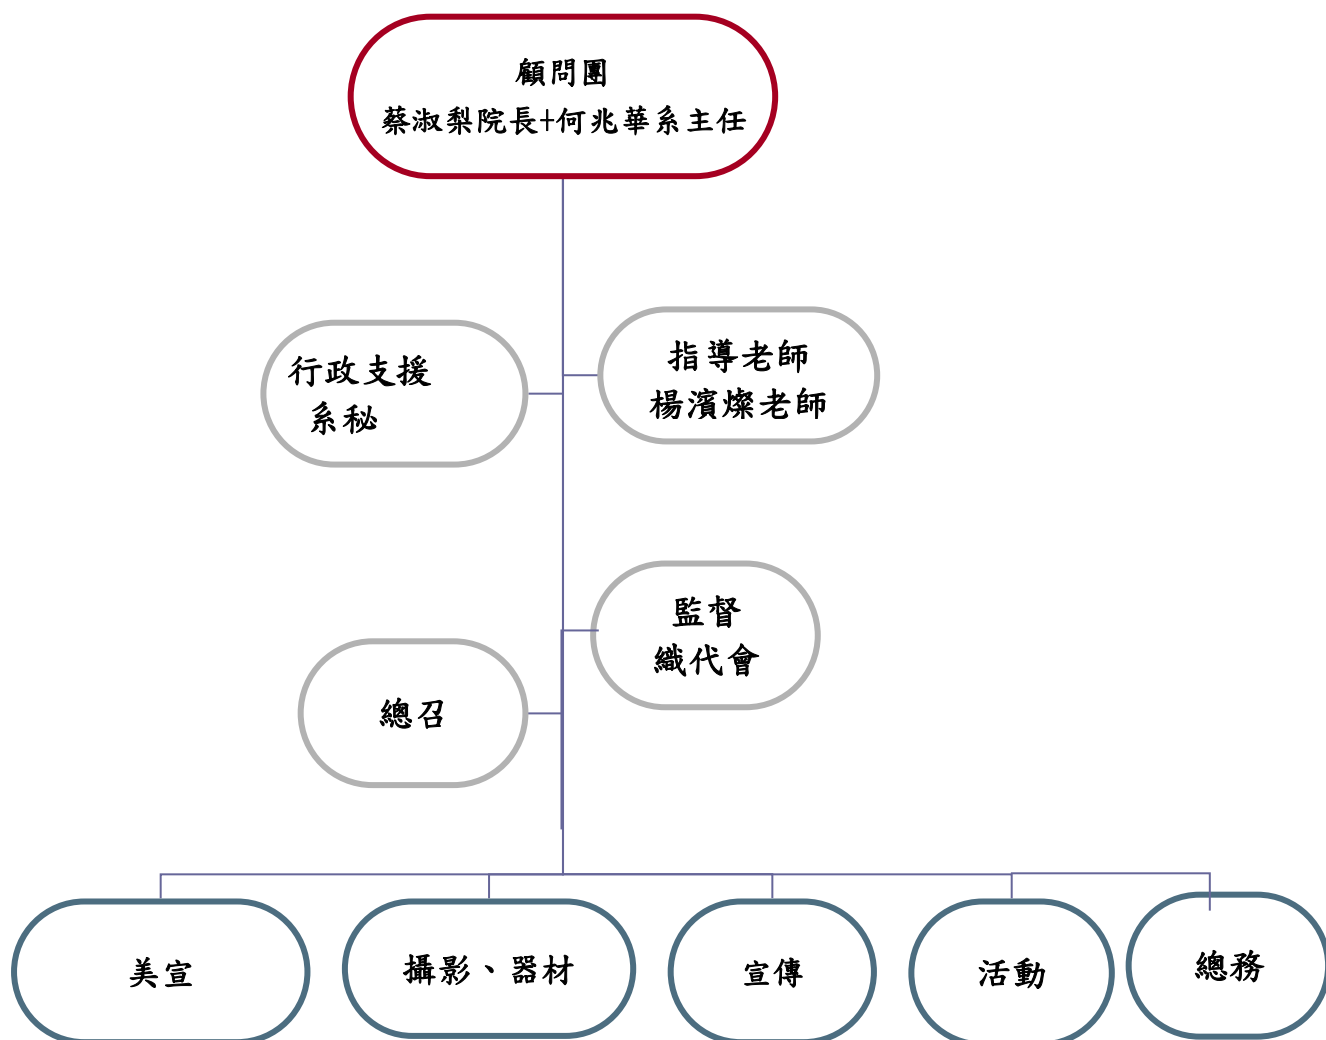 顧問團
蔡淑梨院長+何兆華系主任
行政支援
系秘
指導老師
楊濱燦老師
監督
織代會
總召
美宣
攝影、器材
宣傳
活動
總務